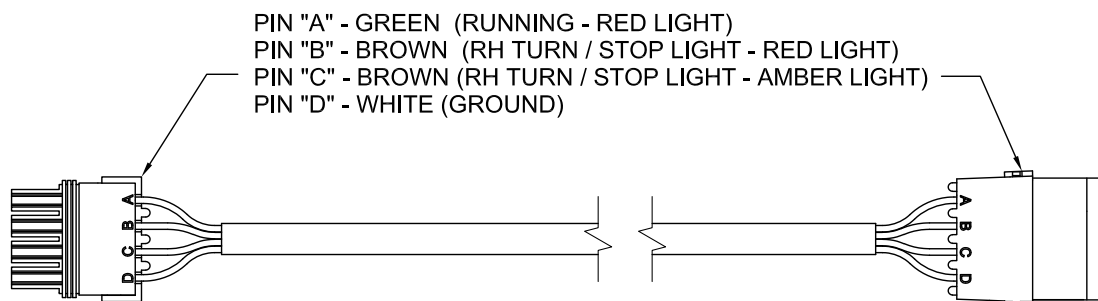 PIN "A" - GREEN (RUNNING - RED LIGHT)
PIN "B" - BROWN (RH TURN / STOP LIGHT - RED LIGHT)
PIN "C" - BROWN (RH TURN / STOP LIGHT - AMBER LIGHT)
PIN "D" - WHITE (GROUND)
A
B
C
D
A
B
C
D